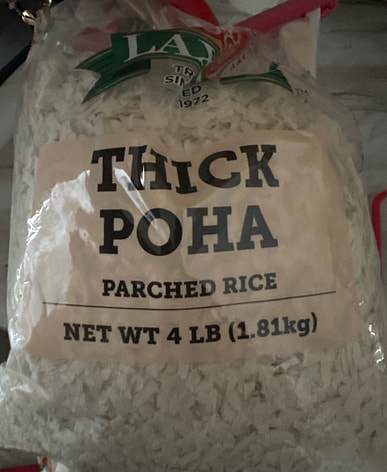 THICK
POHA
PARCHED RICE
NET WT 4 LB (1.81kg)